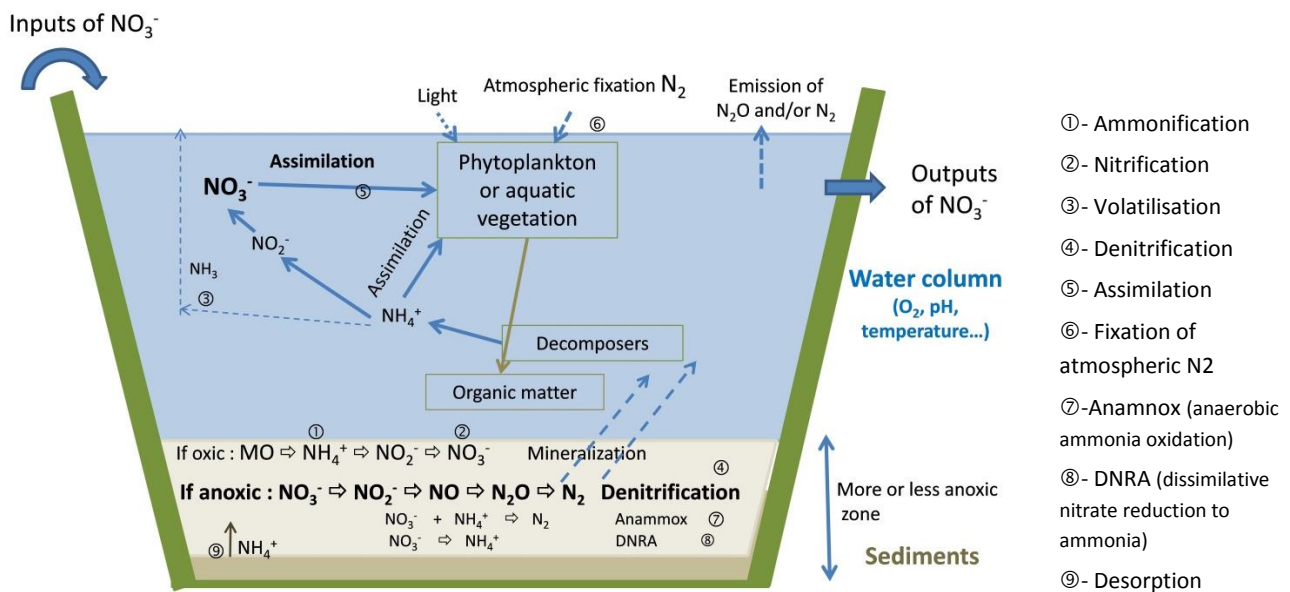 Inputs of NO₃⁻
Light
Atmospheric fixation N₂
⑥
Emission of
N₂O and/or N₂
Assimilation
NO₃⁻
⑤
Phytoplankton
or aquatic
vegetation
Outputs
of NO₃⁻
NO₂⁻
Assimilation
NH₃
③
NH₄⁺
Water column
(O₂, pH,
temperature...)
Decomposers
Organic matter
① ②
If oxic : MO ⇨ NH₄⁺ ⇨ NO₂⁻ ⇨ NO₃⁻ Mineralization
④
If anoxic : NO₃⁻ ⇨ NO₂⁻ ⇨ NO ⇨ N₂O ⇨ N₂ Denitrification
NO₃⁻ + NH₄⁺ ⇨ N₂ Anammox ⑦
NO₃⁻ ⇨ NH₄⁺ DNRA ⑧
⑨ NH₄⁺
More or less anoxic
zone
Sediments
①- Ammonification
②- Nitrification
③- Volatilisation
④- Denitrification
⑤- Assimilation
⑥- Fixation of
atmospheric N2
⑦-Anamnox (anaerobic
ammonia oxidation)
⑧- DNRA (dissimilative
nitrate reduction to
ammonia)
⑨- Desorption